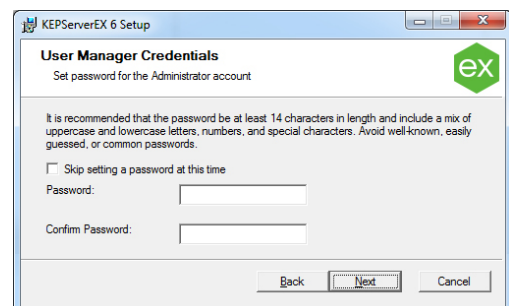 KEPServerEX 6 Setup
User Manager Credentials
Set password for the Administrator account
ex
It is recommended that the password be at least 14 characters in length and include a mix of
uppercase and lowercase letters, numbers, and special characters. Avoid well-known, easily
guessed, or common passwords.
Skip setting a password at this time
Password:
Confirm Password:
Back Next Cancel